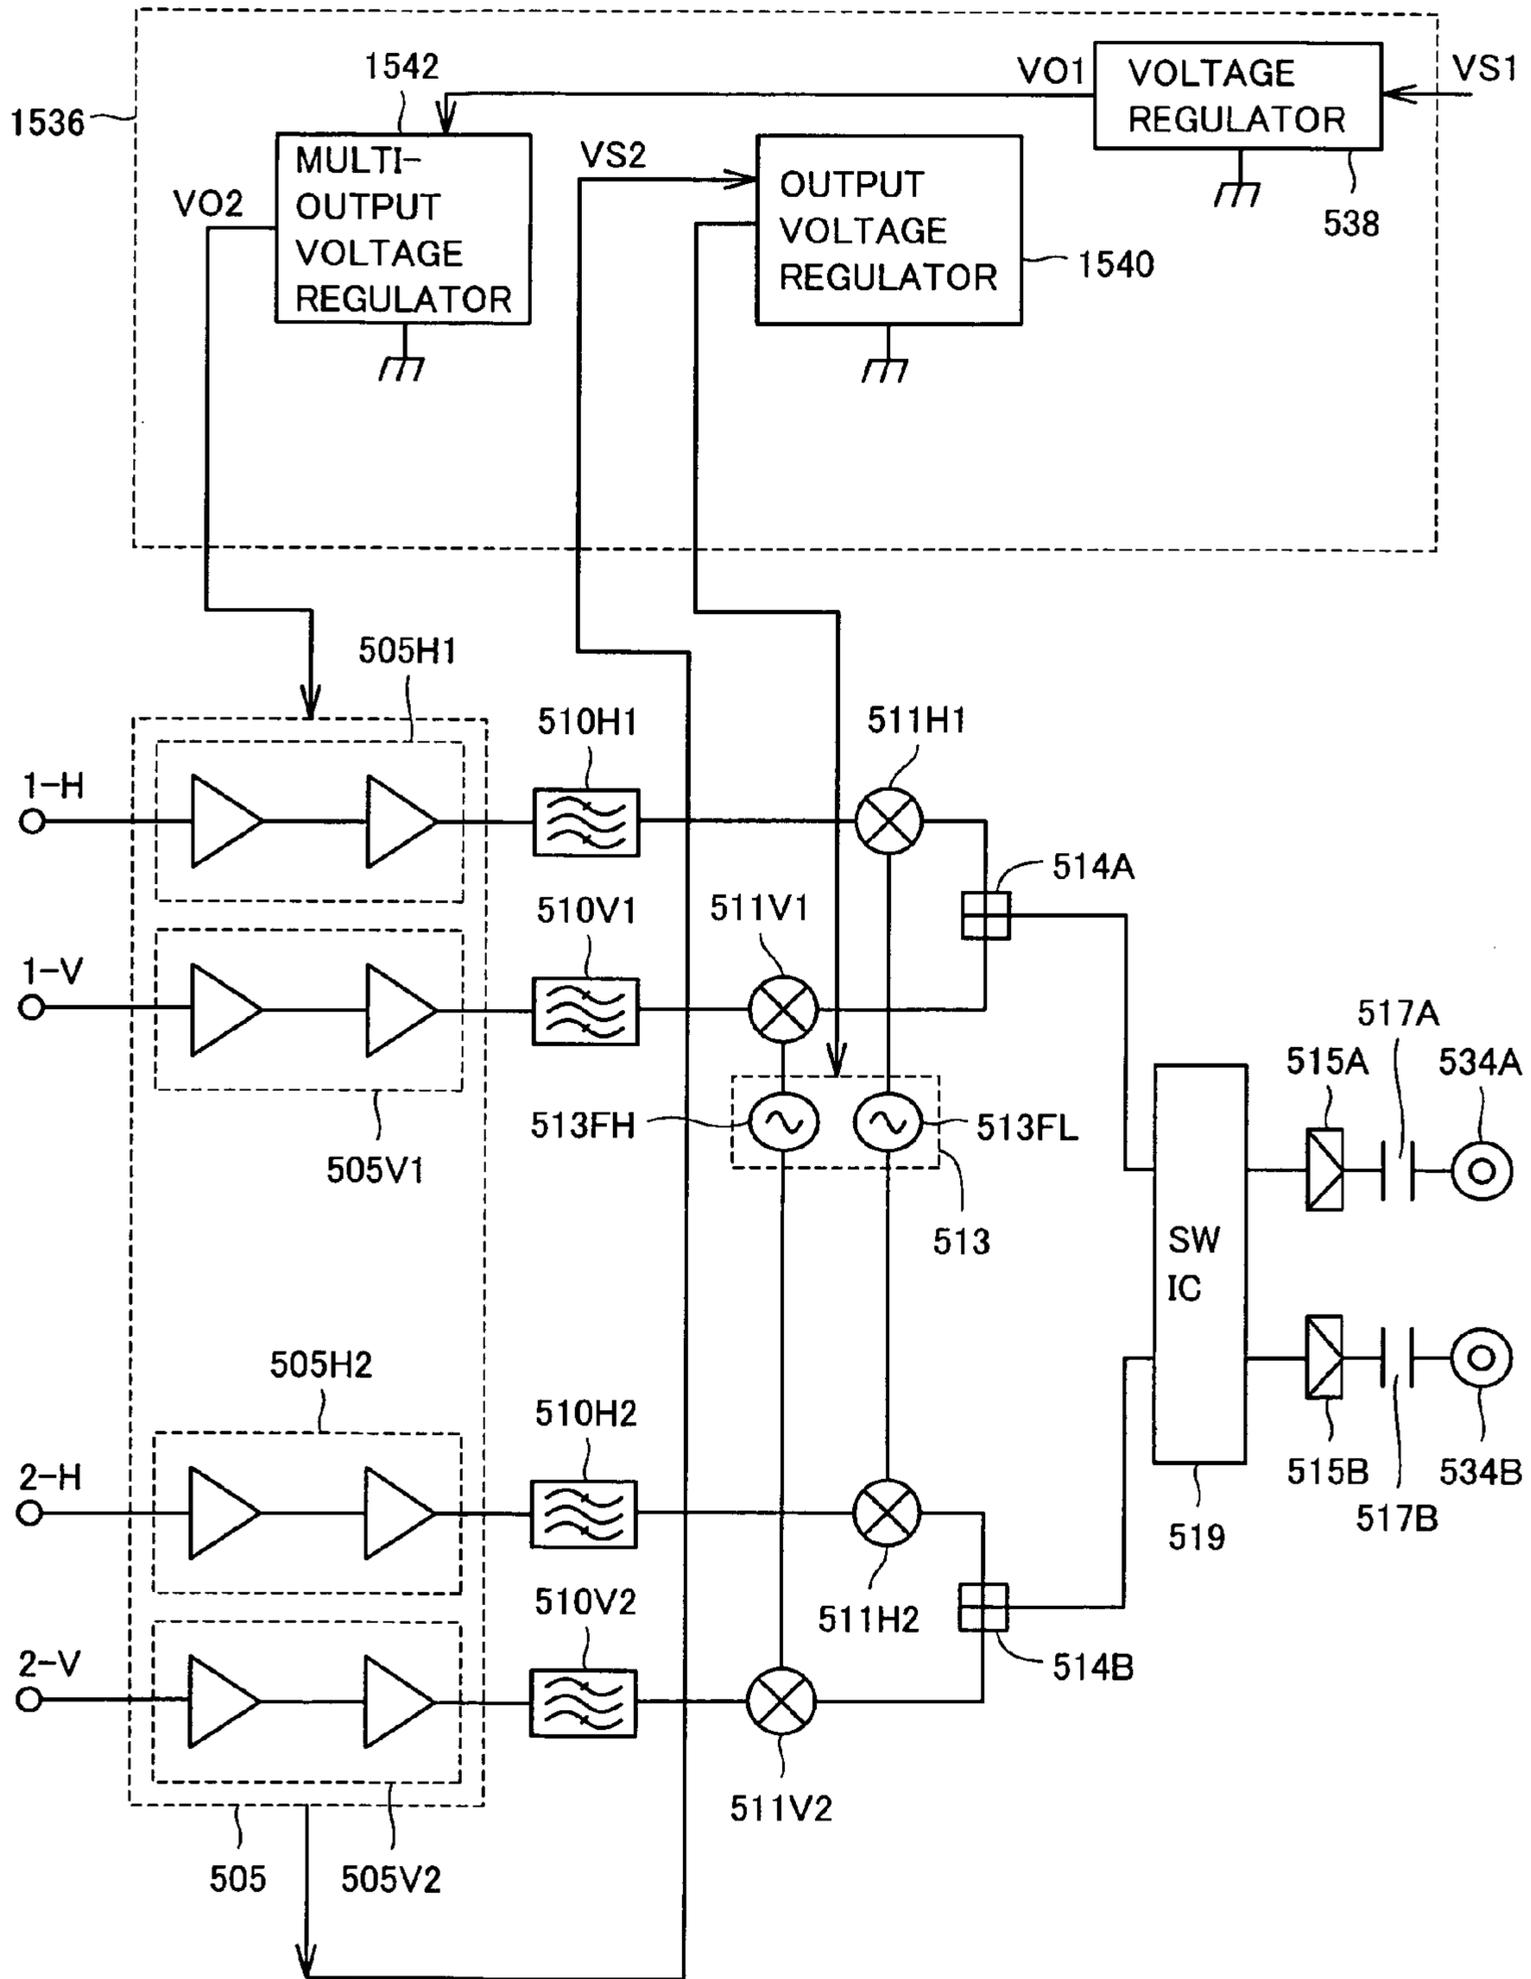 1542
VO1
VOLTAGE
REGULATOR
VS1
1536
538
MULTI-
OUTPUT
VOLTAGE
REGULATOR
VO2
VS2
OUTPUT
VOLTAGE
REGULATOR
1540
505H1
510H1
511H1
1-H
514A
510V1
511V1
1-V
517A
515A
534A
513FH
513FL
505V1
513
SW
IC
505H2
510H2
2-H
515B
534B
517B
519
510V2
511H2
2-V
514B
511V2
505
505V2